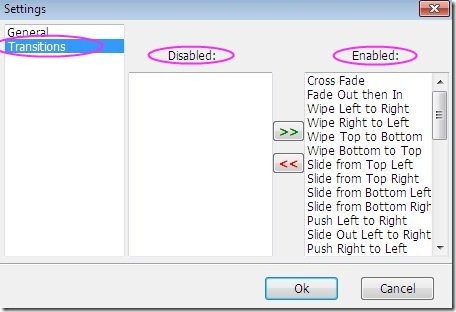 Settings
General
Transitions
Disabled:
Enabled:
Cross Fade
Fade Out then In
Wipe Left to Right
Wipe Right to Left
Wipe Top to Bottom
Wipe Bottom to Top
Slide from Top Left
Slide from Top Right
Slide from Bottom Left
Slide from Bottom Righ
Push Left to Right
Slide Out Left to Right
Push Right to Left
>>
<<
Ok
Cancel